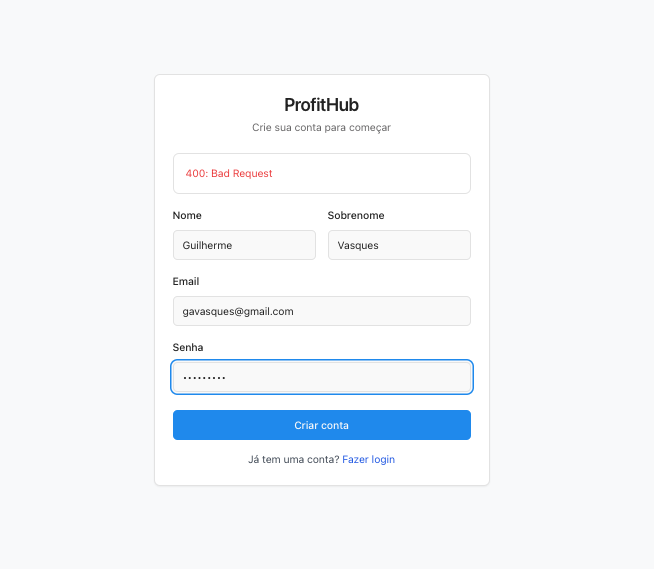 ProfitHub
Crie sua conta para começar
400: Bad Request
Nome Sobrenome
Guilherme Vasques
Email
gavasques@gmail.com
Senha
•••••••••
Criar conta
Já tem uma conta? Fazer login